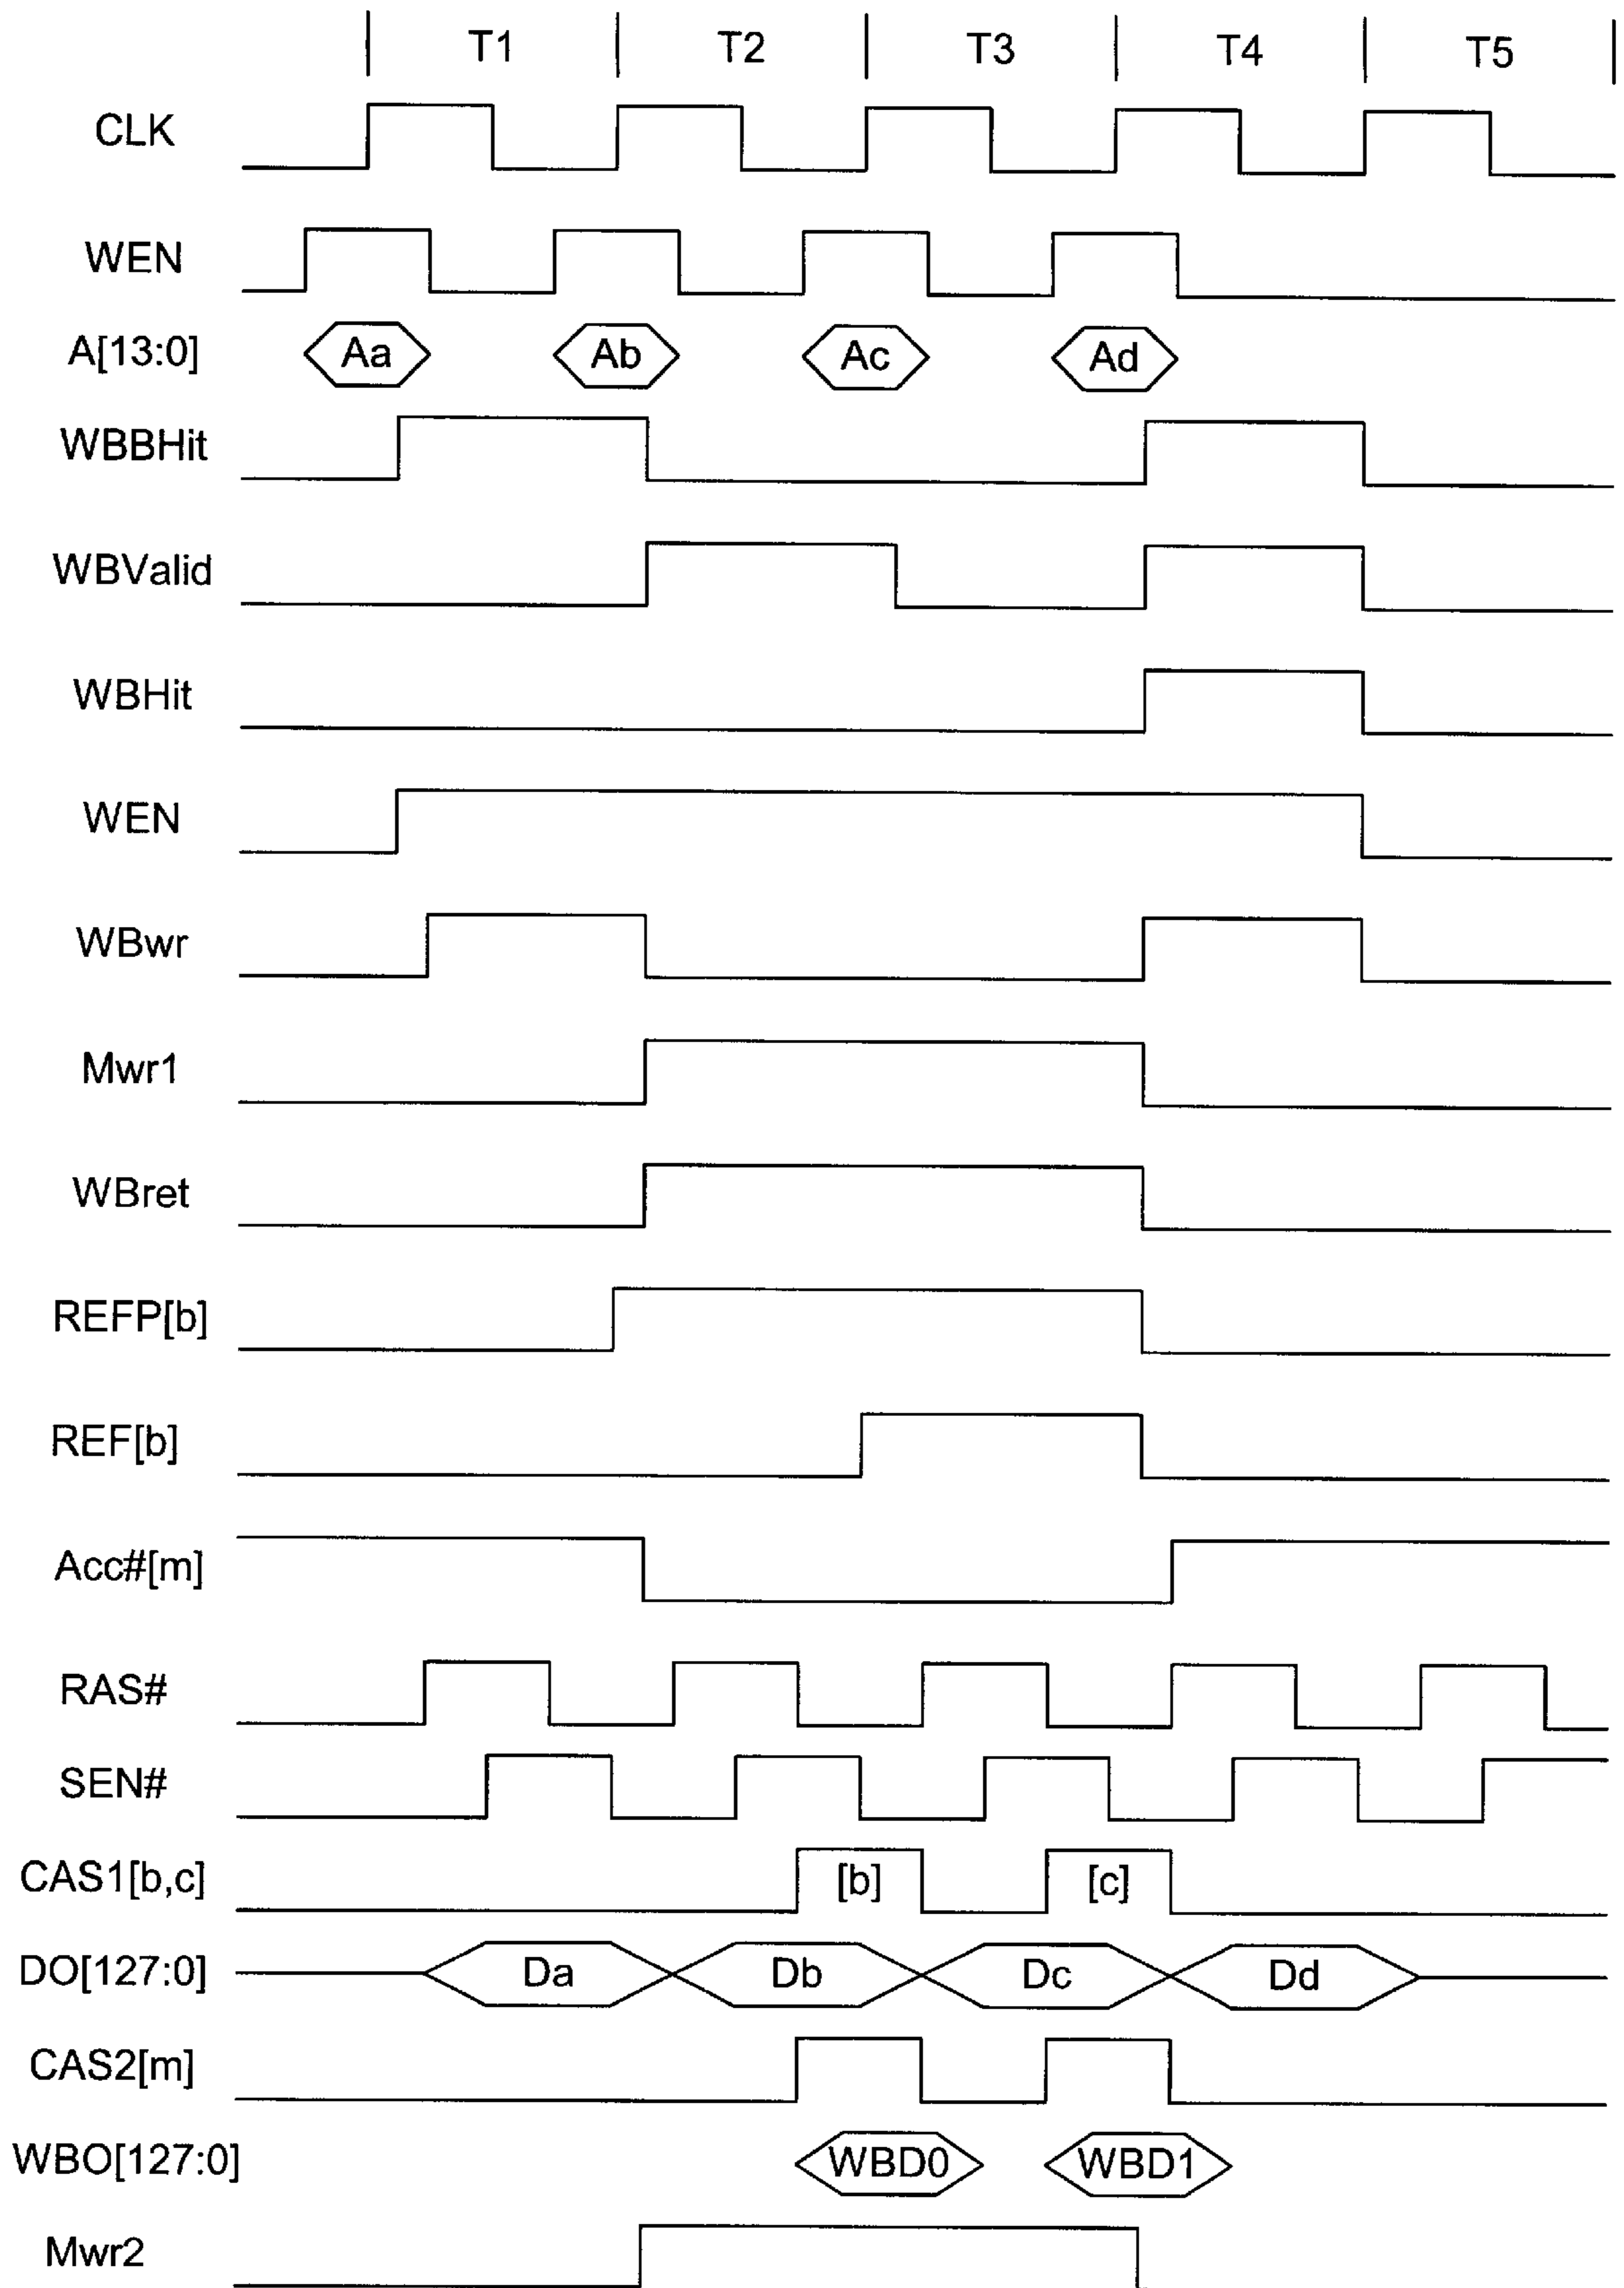 T1 T2 T3 T4 T5
CLK
WEN
A[13:0] Aa Ab Ac Ad
WBBHit
WBValid
WBHit
WEN
WBwr
Mwr1
WBret
REFP[b]
REF[b]
Acc#[m]
RAS#
SEN#
CAS1[b,c] [b] [c]
DO[127:0] Da Db Dc Dd
CAS2[m]
WBO[127:0] WBD0 WBD1
Mwr2